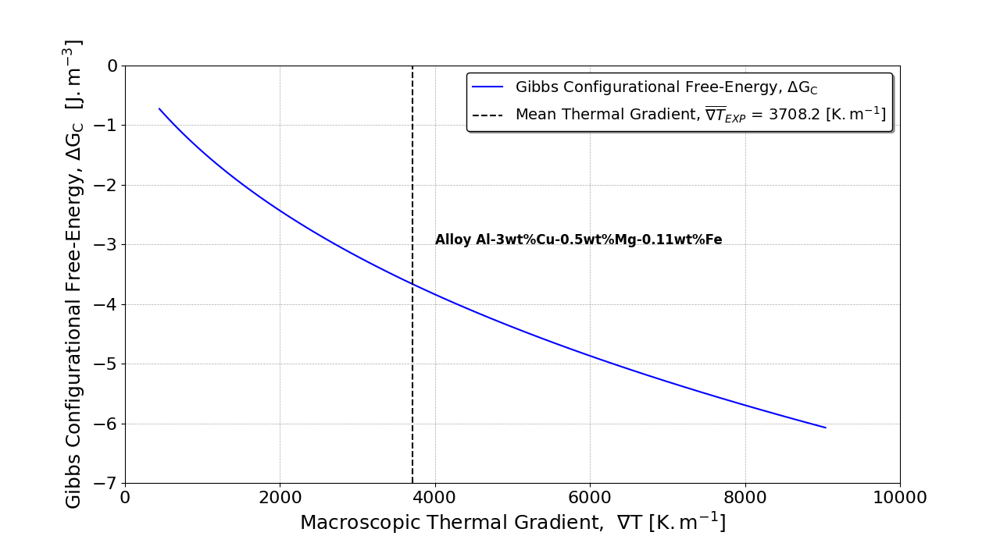 Gibbs Configurational Free-Energy, ΔG_C [J.m⁻³]
0
−1
−2
−3
−4
−5
−6
−7
Gibbs Configurational Free-Energy, ΔG_C
Mean Thermal Gradient, \overline{∇T}_{EXP} = 3708.2 [K.m⁻¹]
Alloy Al-3wt%Cu-0.5wt%Mg-0.11wt%Fe
0 2000 4000 6000 8000 10000
Macroscopic Thermal Gradient, ∇T [K.m⁻¹]